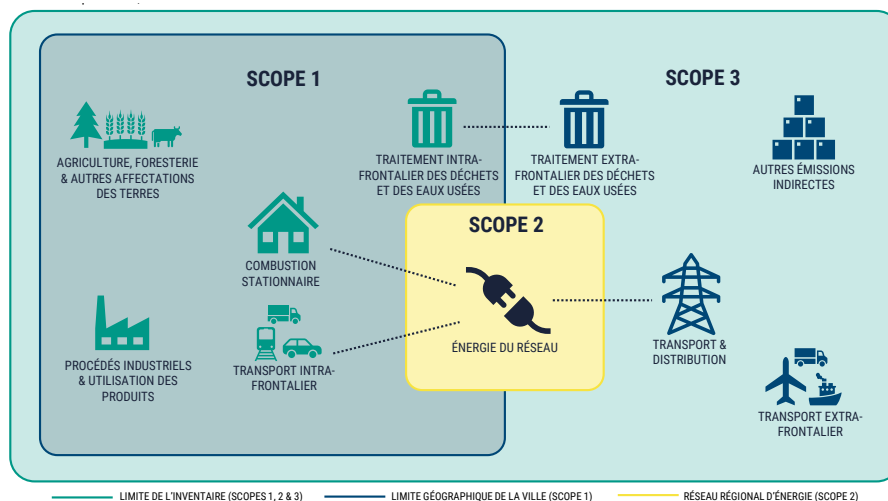 SCOPE 1
SCOPE 3
AGRICULTURE, FORESTERIE
& AUTRES AFFECTATIONS
DES TERRES
TRAITEMENT INTRA-
FRONTALIER DES DÉCHETS
ET DES EAUX USÉES
TRAITEMENT EXTRA-
FRONTALIER DES DÉCHETS
ET DES EAUX USÉES
AUTRES ÉMISSIONS
INDIRECTES
SCOPE 2
COMBUSTION
STATIONNAIRE
ÉNERGIE DU RÉSEAU
TRANSPORT &
DISTRIBUTION
PROCÉDÉS INDUSTRIELS
& UTILISATION DES
PRODUITS
TRANSPORT INTRA-
FRONTALIER
TRANSPORT EXTRA-
FRONTALIER
LIMITE DE L'INVENTAIRE (SCOPES 1, 2 & 3)
LIMITE GÉOGRAPHIQUE DE LA VILLE (SCOPE 1)
RÉSEAU RÉGIONAL D'ÉNERGIE (SCOPE 2)